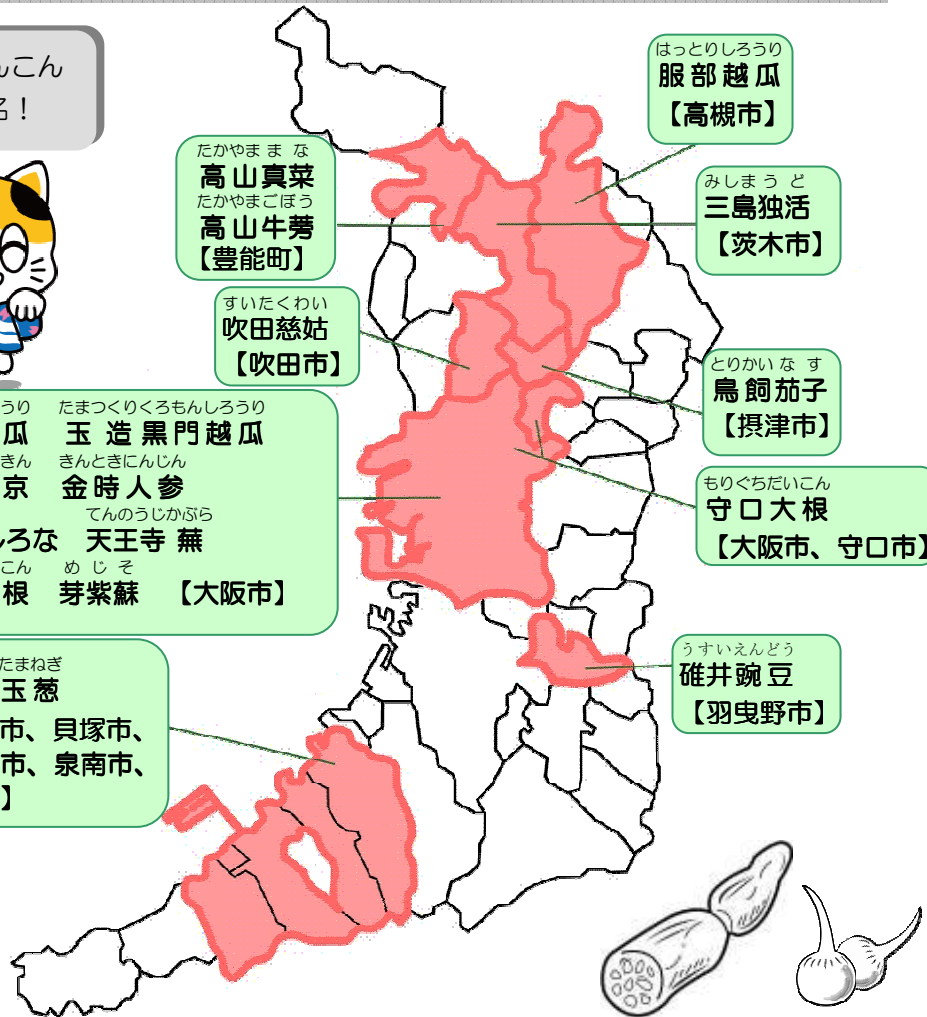 んこん
名！
はっとりしろうり
服部越瓜
【高槻市】
たかやままな
高山真菜
たかやまごぼう
高山牛蒡
【豊能町】
みしまうど
三島独活
【茨木市】
すいたくわい
吹田慈姑
【吹田市】
とりかいなす
鳥飼茄子
【摂津市】
うり たまつくりくろもんしろうり
瓜 玉造黒門越瓜
きん きんときにんじん
京 金時人参
てんのうじかぶら
しろな 天王寺蕪
こん めじそ
根 芽紫蘇 【大阪市】
もりぐちだいこん
守口大根
【大阪市、守口市】
たまねぎ
玉葱
市、貝塚市、
市、泉南市、
】
うすいえんどう
碓井豌豆
【羽曳野市】